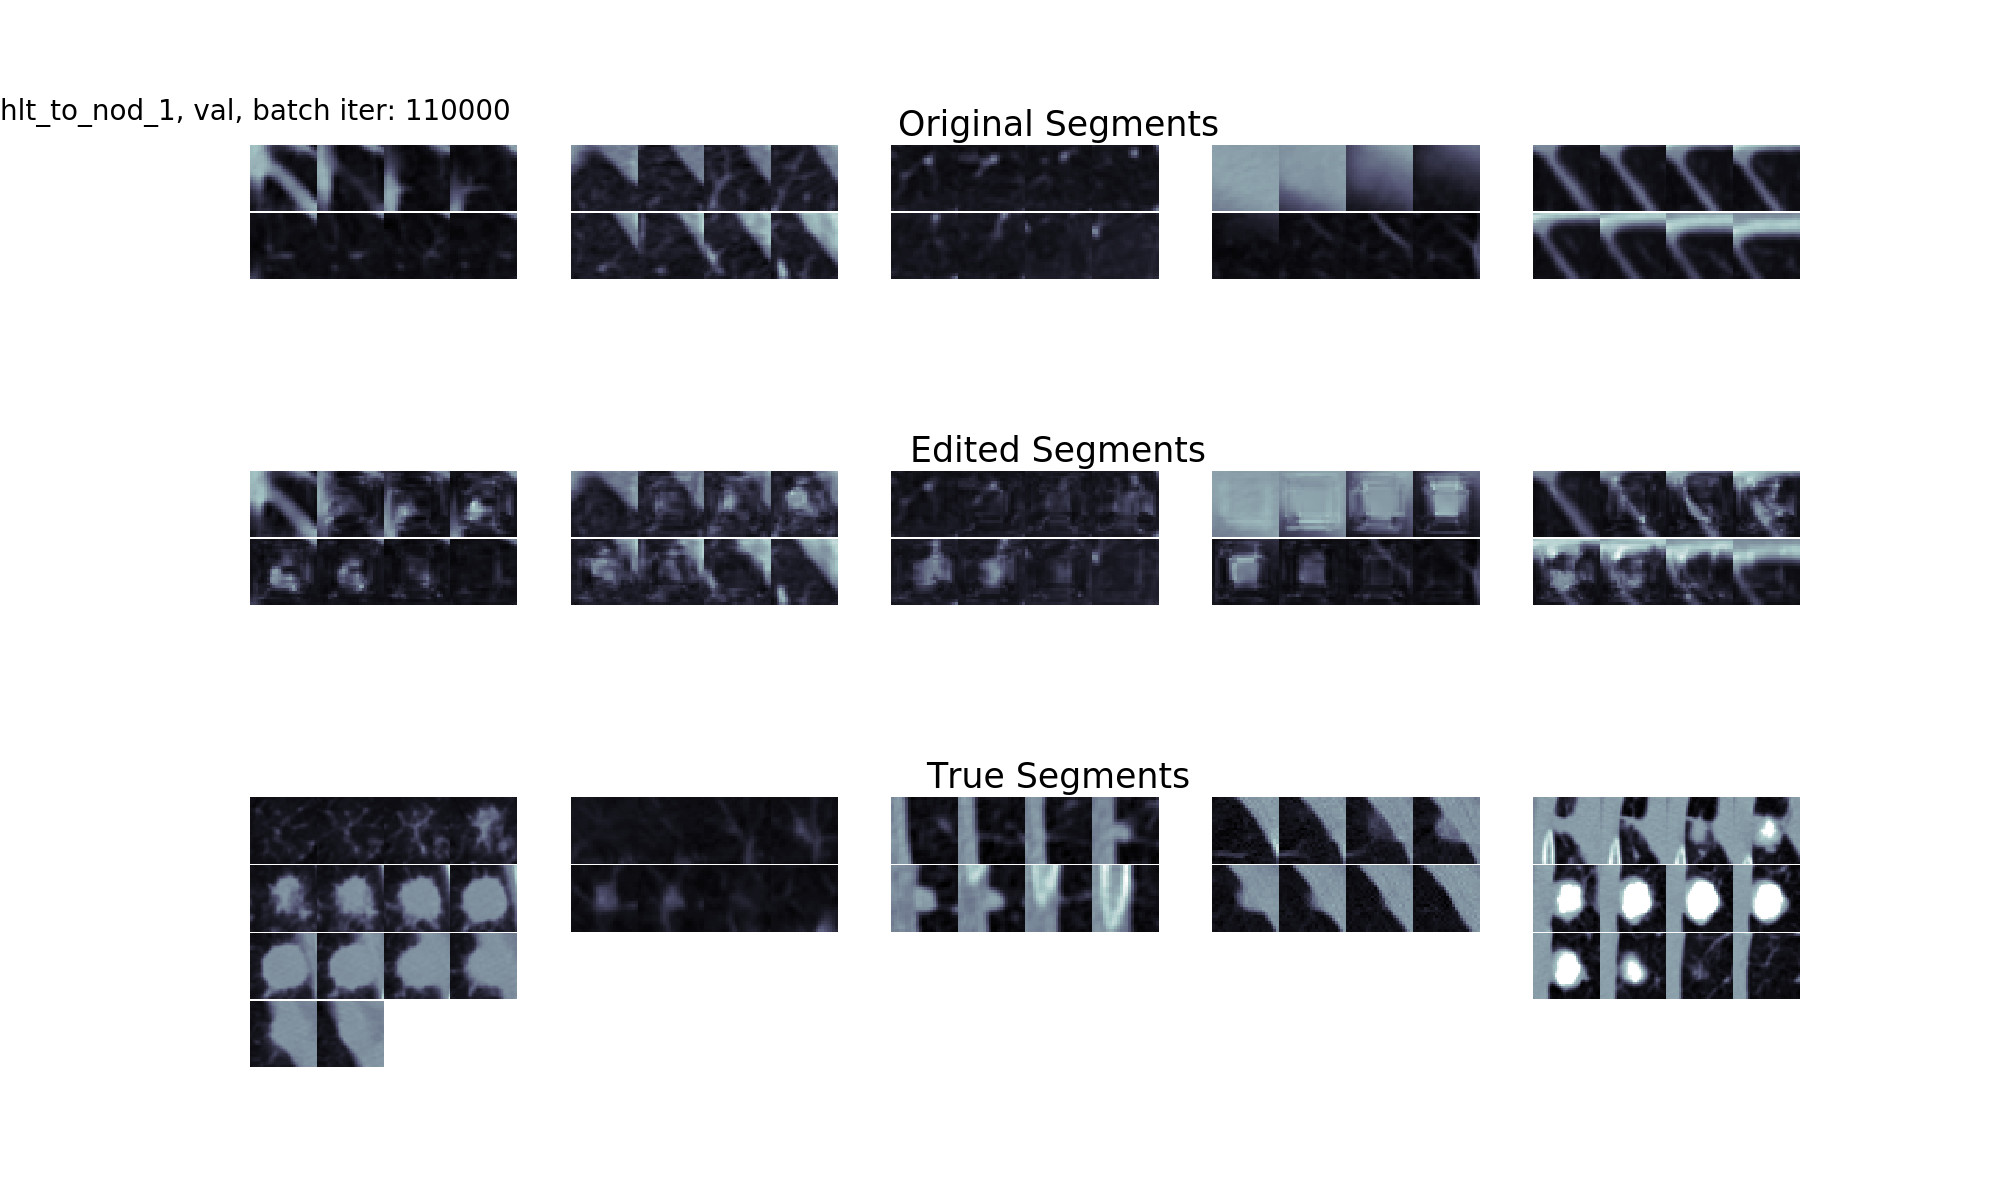 hlt_to_nod_1, val, batch iter: 110000
Original Segments
Edited Segments
True Segments